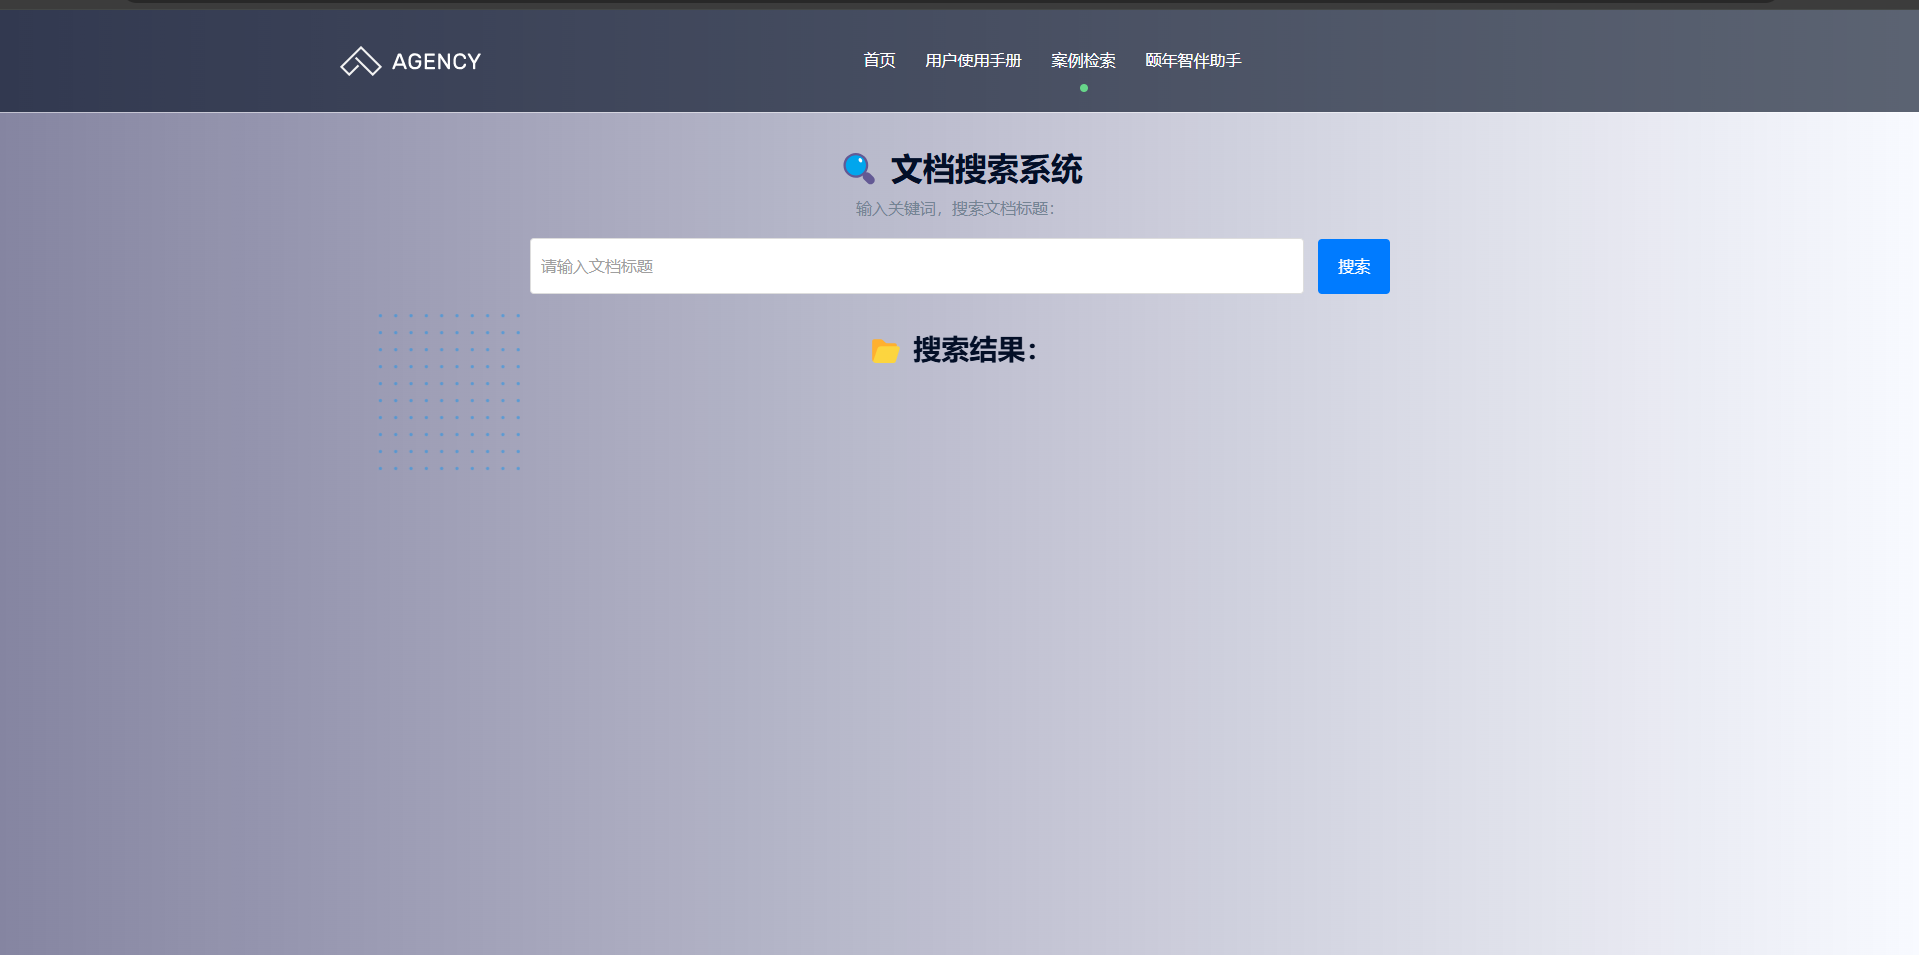 AGENCY
首页 用户使用手册 案例检索 颐年智伴助手
文档搜索系统
输入关键词，搜索文档标题：
请输入文档标题
搜索
搜索结果：